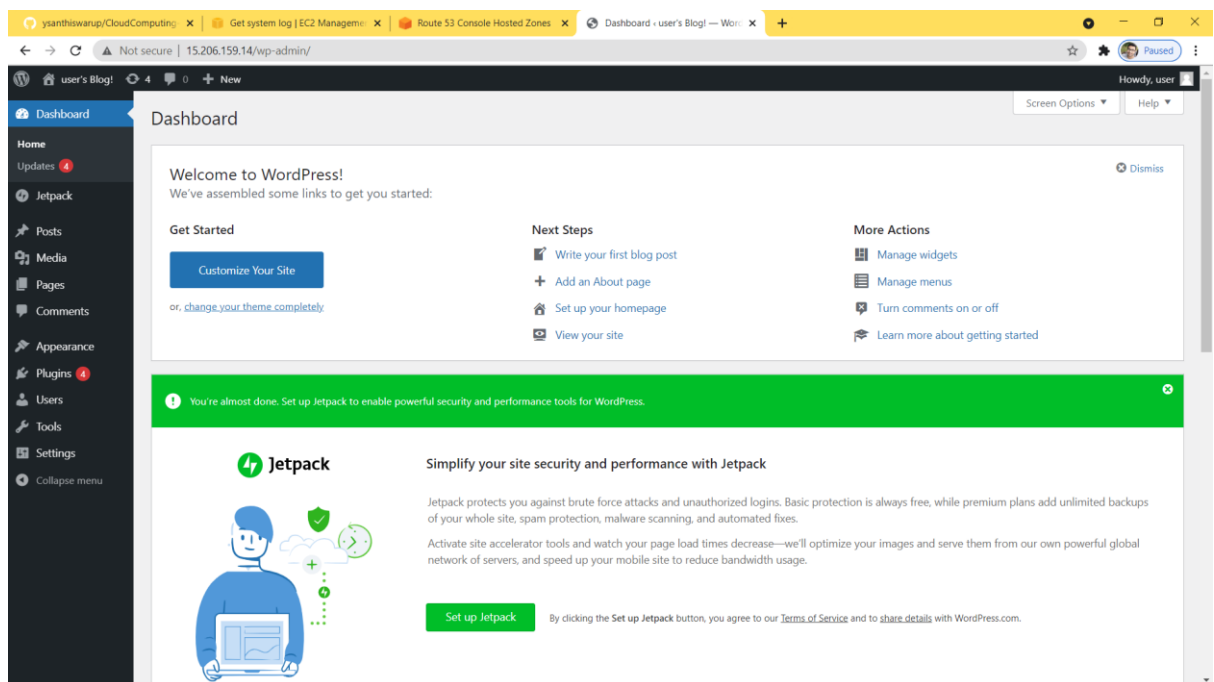 ysanthiswarup/CloudComputing
Get system log | EC2 Managemen
Route 53 Console Hosted Zones
Dashboard ‹ user's Blog! — Word
Not secure | 15.206.159.14/wp-admin/
Paused
user's Blog! 4 0 + New
Howdy, user
Screen Options ▼ Help ▼
Dashboard
Home
Updates 4
Jetpack
Posts
Media
Pages
Comments
Appearance
Plugins 4
Users
Tools
Settings
Collapse menu
Dashboard
Welcome to WordPress!
Dismiss
We've assembled some links to get you started:
Get Started
Customize Your Site
or, change your theme completely
Next Steps
Write your first blog post
Add an About page
Set up your homepage
View your site
More Actions
Manage widgets
Manage menus
Turn comments on or off
Learn more about getting started
You're almost done. Set up Jetpack to enable powerful security and performance tools for WordPress.
Jetpack
Simplify your site security and performance with Jetpack
Jetpack protects you against brute force attacks and unauthorized logins. Basic protection is always free, while premium plans add unlimited backups
of your whole site, spam protection, malware scanning, and automated fixes.
Activate site accelerator tools and watch your page load times decrease—we'll optimize your images and serve them from our own powerful global
network of servers, and speed up your mobile site to reduce bandwidth usage.
Set up Jetpack
By clicking the Set up Jetpack button, you agree to our Terms of Service and to share details with WordPress.com.